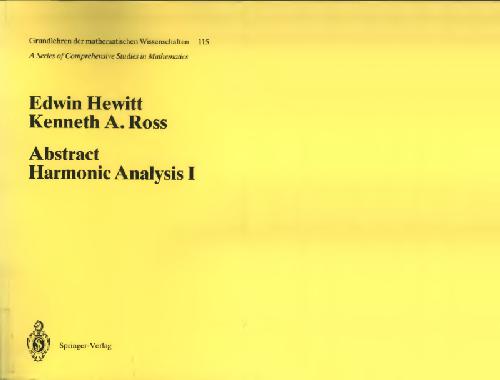 Grundlehren der mathematischen Wissenschaften 115
A Series of Comprehensive Studies in Mathematics
Edwin Hewitt
Kenneth A. Ross
Abstract
Harmonic Analysis I
Springer-Verlag